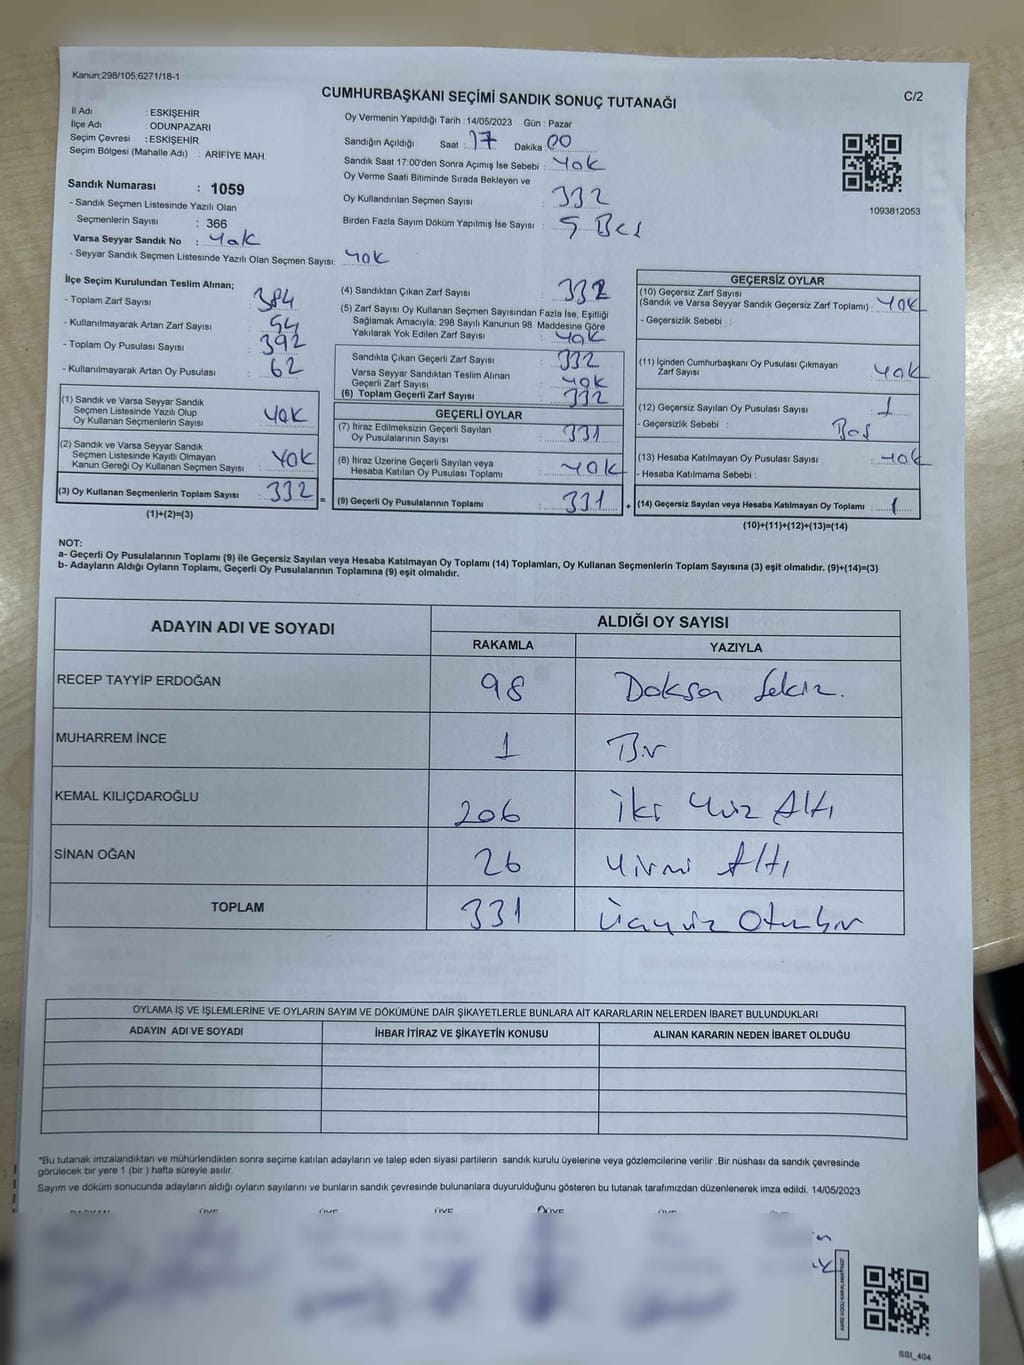 Kanun;298/105;6271/18-1
CUMHURBAŞKANI SEÇİMİ SANDIK SONUÇ TUTANAĞI
C/2
İl Adı : ESKİŞEHİR
İlçe Adı : ODUNPAZARI
Seçim Çevresi : ESKİŞEHİR
Seçim Bölgesi (Mahalle Adı) : ARİFİYE MAH.
Sandık Numarası : 1059
- Sandık Seçmen Listesinde Yazılı Olan
Seçmenlerin Sayısı : 366
Varsa Seyyar Sandık No : YOK
- Seyyar Sandık Seçmen Listesinde Yazılı Olan Seçmen Sayısı: YOK
Oy Vermenin Yapıldığı Tarih :14/05/2023 Gün : Pazar
Sandığın Açıldığı Saat : 17 Dakika : 00
Sandık Saat 17:00'den Sonra Açımış İse Sebebi : YOK
Oy Verme Saati Bitiminde Sırada Bekleyen ve
Oy Kullandırılan Seçmen Sayısı : 332
Birden Fazla Sayım Döküm Yapılmış İse Sayısı : 5 Beş
1093812053
İlçe Seçim Kurulundan Teslim Alınan;
- Toplam Zarf Sayısı : 384
- Kullanılmayarak Artan Zarf Sayısı : 54
- Toplam Oy Pusulası Sayısı : 392
- Kullanılmayarak Artan Oy Pusulası : 62
(1) Sandık ve Varsa Seyyar Sandık
Seçmen Listesinde Yazılı Olup
Oy Kullanan Seçmenlerin Sayısı : YOK
(2) Sandık ve Varsa Seyyar Sandık
Seçmen Listesinde Kayıtlı Olmayan
Kanun Gereği Oy Kullanan Seçmen Sayısı : YOK
(3) Oy Kullanan Seçmenlerin Toplam Sayısı : 332 =
(1)+(2)=(3)
(4) Sandıktan Çıkan Zarf Sayısı : 332
(5) Zarf Sayısı Oy Kullanan Seçmen Sayısından Fazla İse, Eşitliği
Sağlamak Amacıyla; 298 Sayılı Kanunun 98. Maddesine Göre
Yakılarak Yok Edilen Zarf Sayısı : YOK
Sandıkta Çıkan Geçerli Zarf Sayısı : 332
Varsa Seyyar Sandıktan Teslim Alınan
Geçerli Zarf Sayısı : YOK
(6) Toplam Geçerli Zarf Sayısı : 332
GEÇERLİ OYLAR
(7) İtiraz Edilmeksizin Geçerli Sayılan
Oy Pusulalarının Sayısı : 331
(8) İtiraz Üzerine Geçerli Sayılan veya
Hesaba Katılan Oy Pusulası Toplamı : YOK
(9) Geçerli Oy Pusulalarının Toplamı : 331 +
GEÇERSİZ OYLAR
(10) Geçersiz Zarf Sayısı
(Sandık ve Varsa Seyyar Sandık Geçersiz Zarf Toplamı) : YOK
- Geçersizlik Sebebi :
(11) İçinden Cumhurbaşkanı Oy Pusulası Çıkmayan
Zarf Sayısı : YOK
(12) Geçersiz Sayılan Oy Pusulası Sayısı : 1
- Geçersizlik Sebebi : Boş
(13) Hesaba Katılmayan Oy Pusulası Sayısı : YOK
- Hesaba Katılmama Sebebi :
(14) Geçersiz Sayılan veya Hesaba Katılmayan Oy Toplamı : 1
(10)+(11)+(12)+(13)=(14)
NOT:
a- Geçerli Oy Pusulalarının Toplamı (9) ile Geçersiz Sayılan veya Hesaba Katılmayan Oy Toplamı (14) Toplamları, Oy Kullanan Seçmenlerin Toplam Sayısına (3) eşit olmalıdır. (9)+(14)=(3)
b- Adayların Aldığı Oyların Toplamı, Geçerli Oy Pusulalarının Toplamına (9) eşit olmalıdır.
ADAYIN ADI VE SOYADI ALDIĞI OY SAYISI
RAKAMLA YAZIYLA
RECEP TAYYİP ERDOĞAN 98 Doksan Sekiz.
MUHARREM İNCE 1 Bir
KEMAL KILIÇDAROĞLU 206 İki Yüz Altı
SİNAN OĞAN 26 Yirmi Altı
TOPLAM 331 Üçyüz Otuzbir
OYLAMA İŞ VE İŞLEMLERİNE VE OYLARIN SAYIM VE DÖKÜMÜNE DAİR ŞİKAYETLERLE BUNLARA AİT KARARLARIN NELERDEN İBARET BULUNDUKLARI
ADAYIN ADI VE SOYADI İHBAR İTİRAZ VE ŞİKAYETİN KONUSU ALINAN KARARIN NEDEN İBARET OLDUĞU
*Bu tutanak imzalandıktan ve mühürlendikten sonra seçime katılan adayların ve talep eden siyasi partilerin sandık kurulu üyelerine veya gözlemcilerine verilir .Bir nüshası da sandık çevresinde
görülecek bir yere 1 (bir ) hafta süreyle asılır.
Sayım ve döküm sonucunda adayların aldığı oyların sayılarını ve bunların sandık çevresinde bulunanlara duyurulduğunu gösteren bu tutanak tarafımızdan düzenlenerek imza edildi. 14/05/2023
BAŞKAN ÜYE ÜYE ÜYE ÜYE ÜYE
SSI_404